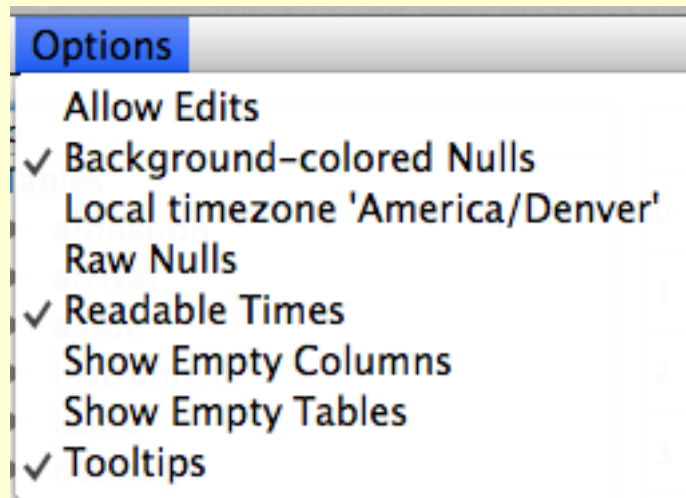 Options
Allow Edits
✓ Background-colored Nulls
Local timezone 'America/Denver'
Raw Nulls
✓ Readable Times
Show Empty Columns
Show Empty Tables
✓ Tooltips